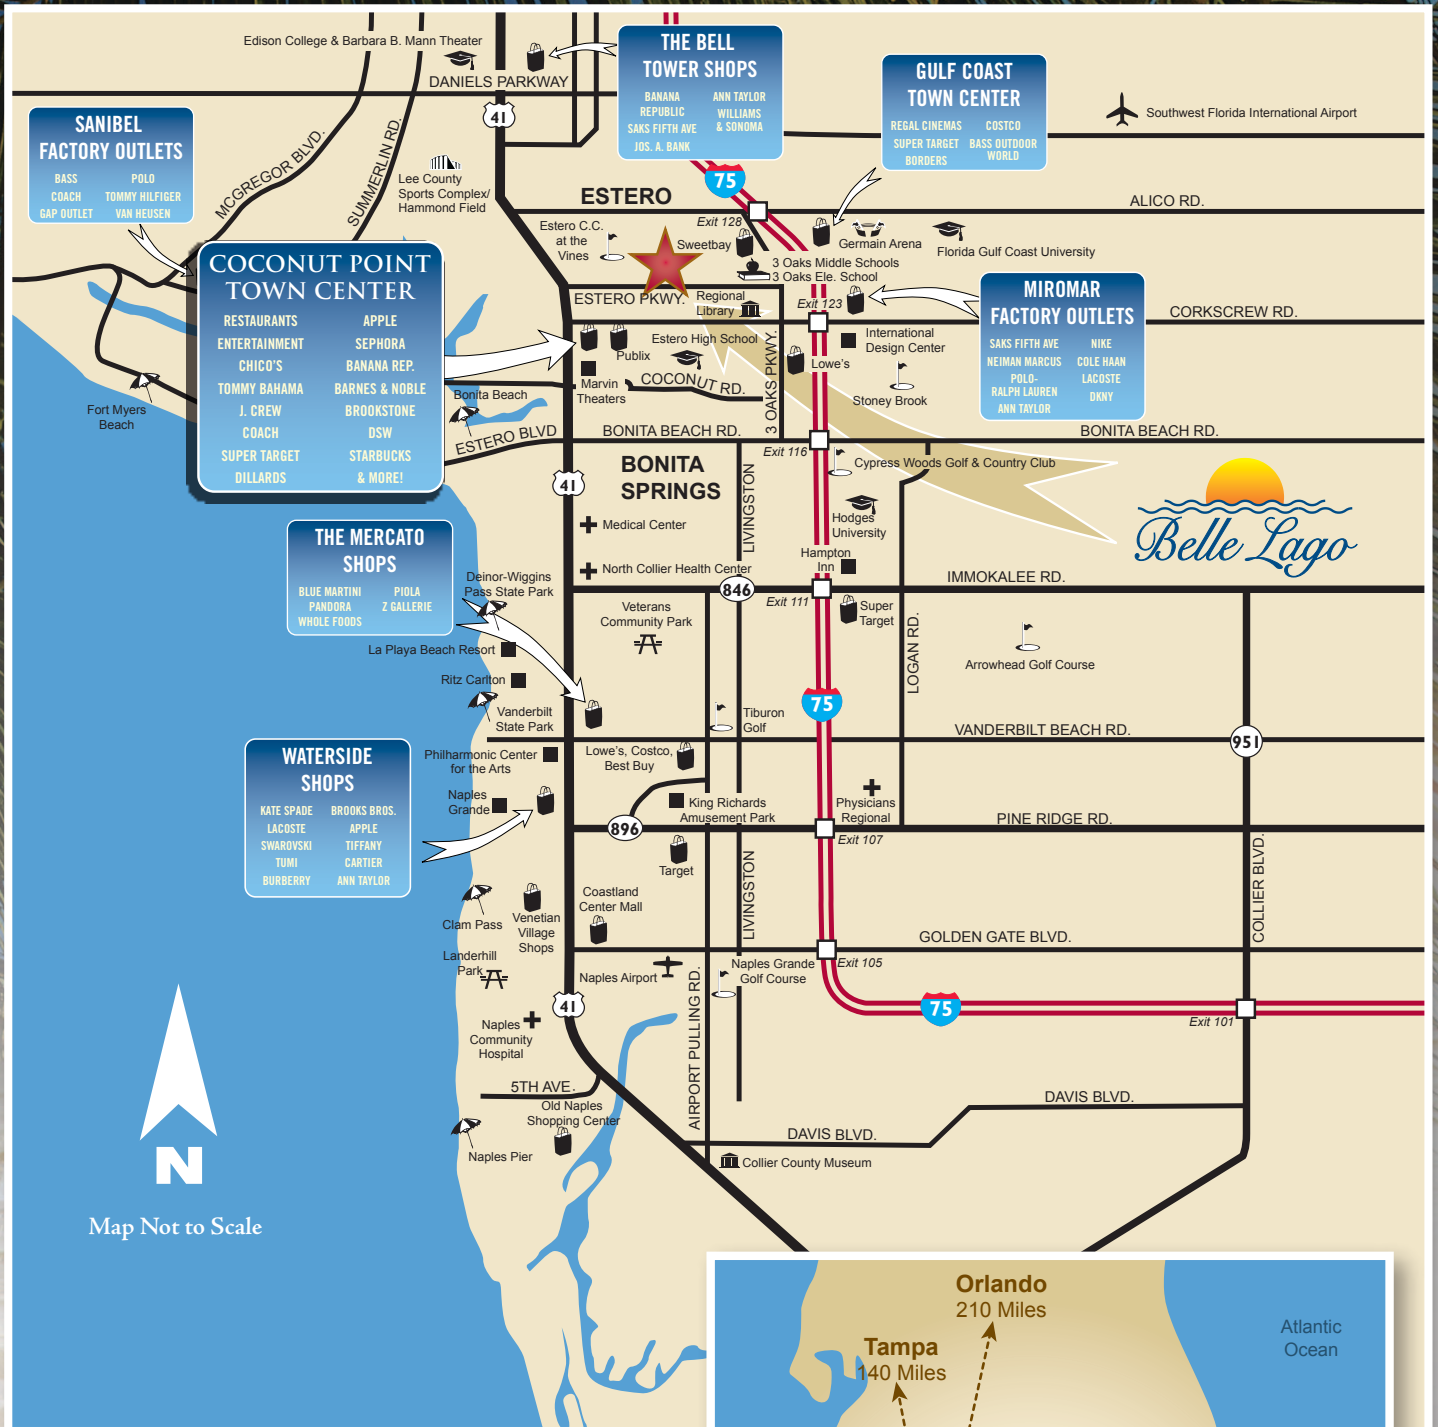 Edison College & Barbara B. Mann Theater
DANIELS PARKWAY
41
THE BELL
TOWER SHOPS
BANANA
REPUBLIC
SAKS FIFTH AVE
JOS. A. BANK
ANN TAYLOR
WILLIAMS
& SONOMA
GULF COAST
TOWN CENTER
REGAL CINEMAS
SUPER TARGET
BORDERS
COSTCO
BASS OUTDOOR
WORLD
Southwest Florida International Airport
SANIBEL
FACTORY OUTLETS
BASS
COACH
GAP OUTLET
POLO
TOMMY HILFIGER
VAN HEUSEN
MCGREGOR BLVD.
SUMMERLIN RD.
Lee County
Sports Complex/
Hammond Field
75
ESTERO
ALICO RD.
Exit 128
Estero C.C.
at the
Vines
Sweetbay
Germain Arena
Florida Gulf Coast University
3 Oaks Middle Schools
3 Oaks Ele. School
COCONUT POINT
TOWN CENTER
RESTAURANTS
ENTERTAINMENT
CHICO'S
TOMMY BAHAMA
J. CREW
COACH
SUPER TARGET
DILLARDS
APPLE
SEPHORA
BANANA REP.
BARNES & NOBLE
BROOKSTONE
DSW
STARBUCKS
& MORE!
ESTERO PKWY.
Regional
Library
Exit 123
MIROMAR
FACTORY OUTLETS
SAKS FIFTH AVE
NEIMAN MARCUS
POLO-
RALPH LAUREN
ANN TAYLOR
NIKE
COLE HAAN
LACOSTE
DKNY
CORKSCREW RD.
Publix
Estero High School
International
Design Center
Lowe's
Marvin
Theaters
COCONUT RD.
3 OAKS PKWY.
Stoney Brook
Fort Myers
Beach
Bonita Beach
ESTERO BLVD
BONITA BEACH RD.
BONITA BEACH RD.
Exit 116
Cypress Woods Golf & Country Club
BONITA
SPRINGS
41
LIVINGSTON
Belle Lago
Hodges
University
Medical Center
Hampton
Inn
THE MERCATO
SHOPS
BLUE MARTINI
PANDORA
WHOLE FOODS
PIOLA
Z GALLERIE
North Collier Health Center
Deinor-Wiggins
Pass State Park
846
Exit 111
IMMOKALEE RD.
Veterans
Community Park
Super
Target
LOGAN RD.
La Playa Beach Resort
Arrowhead Golf Course
Ritz Carlton
75
Vanderbilt
State Park
Tiburon
Golf
VANDERBILT BEACH RD.
951
WATERSIDE
SHOPS
KATE SPADE
LACOSTE
SWAROVSKI
TUMI
BURBERRY
BROOKS BROS.
APPLE
TIFFANY
CARTIER
ANN TAYLOR
Philharmonic Center
for the Arts
Lowe's, Costco,
Best Buy
Naples
Grande
King Richards
Amusement Park
Physicians
Regional
896
PINE RIDGE RD.
Exit 107
Target
LIVINGSTON
COLLIER BLVD.
Coastland
Center Mall
Clam Pass
Venetian
Village
Shops
GOLDEN GATE BLVD.
Landerhill
Park
Naples Airport
Naples Grande
Golf Course
Exit 105
AIRPORT PULLING RD.
41
75
Exit 101
Naples
Community
Hospital
5TH AVE.
Old Naples
Shopping Center
DAVIS BLVD.
DAVIS BLVD.
Naples Pier
Collier County Museum
N
Map Not to Scale
Orlando
210 Miles
Tampa
140 Miles
Atlantic
Ocean